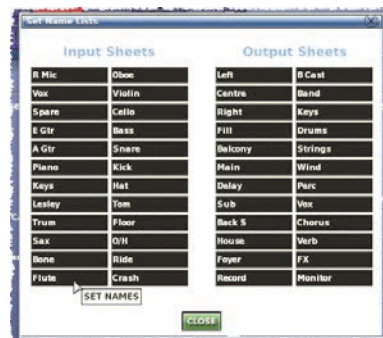 Set Name Lists
Input Sheets
R Mic Oboe
Vox Violin
Spare Cello
E Gtr Bass
A Gtr Snare
Piano Kick
Keys Hat
Lesley Tom
Trum Floor
Sax O/H
Bone Ride
Flute Crash
SET NAMES
Output Sheets
Left B Cast
Centre Band
Right Keys
Fill Drums
Balcony Strings
Main Wind
Delay Perc
Sub Vox
Back S Chorus
House Verb
Foyer FX
Record Monitor
CLOSE